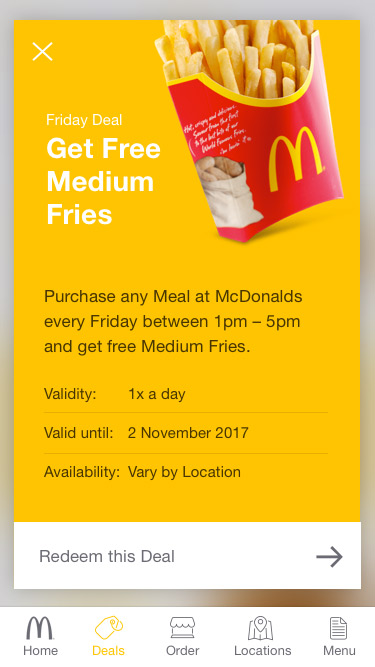 Friday Deal
Get Free
Medium
Fries
Purchase any Meal at McDonalds
every Friday between 1pm – 5pm
and get free Medium Fries.
Validity: 1x a day
Valid until: 2 November 2017
Availability: Vary by Location
Redeem this Deal
Home Deals Order Locations Menu